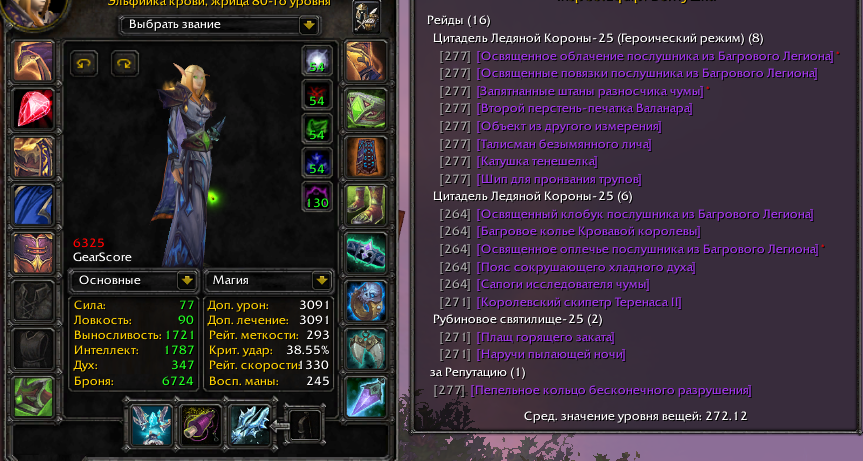 Эльфийка крови, жрица 80-го уровня
Выбрать звание
54
54
54
54
130
6325
GearScore
Основные
Магия
Сила: 77
Ловкость: 90
Выносливость: 1721
Интеллект: 1787
Дух: 347
Броня: 6724
Доп. урон: 3091
Доп. лечение: 3091
Рейт. меткости: 293
Крит. удар: 38.55%
Рейт. скорости: 1330
Восп. маны: 245
Рейды (16)
Цитадель Ледяной Короны-25 (Героический режим) (8)
[277] [Освященное облачение послушника из Багрового Легиона]*
[277] [Освященные повязки послушника из Багрового Легиона]
[277] [Запятнанные штаны разносчика чумы]*
[277] [Второй перстень-печатка Валанара]
[277] [Объект из другого измерения]
[277] [Талисман безымянного лича]
[277] [Катушка тенешелка]
[277] [Шип для пронзания трупов]
Цитадель Ледяной Короны-25 (6)
[264] [Освященный клобук послушника из Багрового Легиона]
[264] [Багровое колье Кровавой королевы]
[264] [Освященное оплечье послушника из Багрового Легиона]*
[264] [Пояс сокрушающего хладного духа]
[264] [Сапоги исследователя чумы]
[271] [Королевский скипетр Теренаса II]
Рубиновое святилище-25 (2)
[271] [Плащ горящего заката]
[271] [Наручи пылающей ночи]
за Репутацию (1)
[277] [Пепельное кольцо бесконечного разрушения]
Сред. значение уровня вещей: 272.12